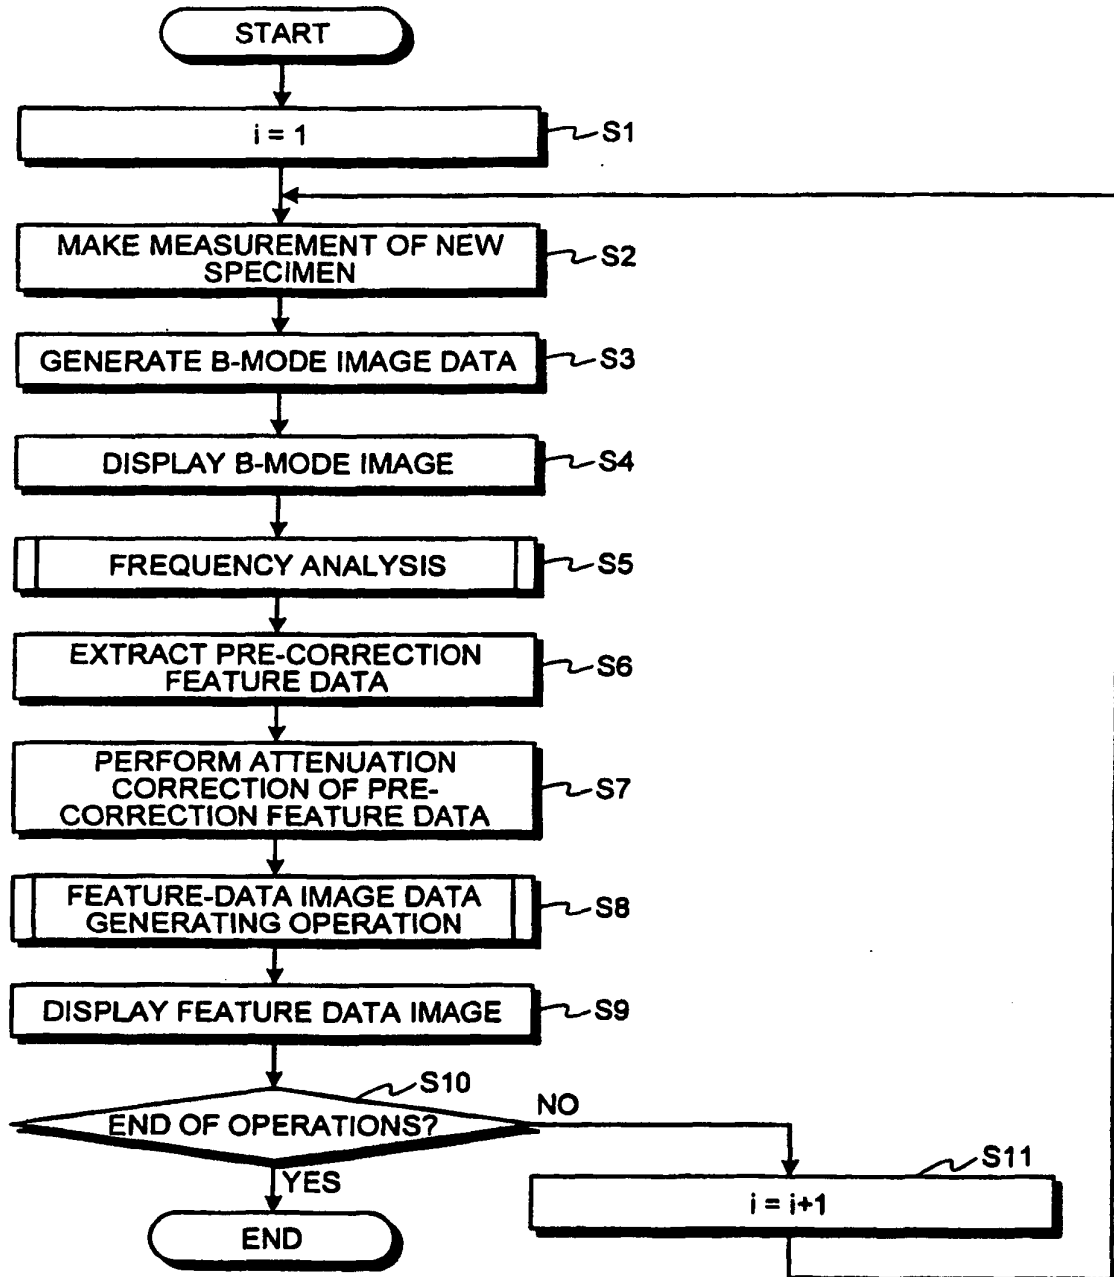 START
i = 1
S1
MAKE MEASUREMENT OF NEW
SPECIMEN
S2
GENERATE B-MODE IMAGE DATA
S3
DISPLAY B-MODE IMAGE
S4
FREQUENCY ANALYSIS
S5
EXTRACT PRE-CORRECTION
FEATURE DATA
S6
PERFORM ATTENUATION
CORRECTION OF PRE-
CORRECTION FEATURE DATA
S7
FEATURE-DATA IMAGE DATA
GENERATING OPERATION
S8
DISPLAY FEATURE DATA IMAGE
S9
S10
END OF OPERATIONS?
NO
YES
S11
i = i+1
END